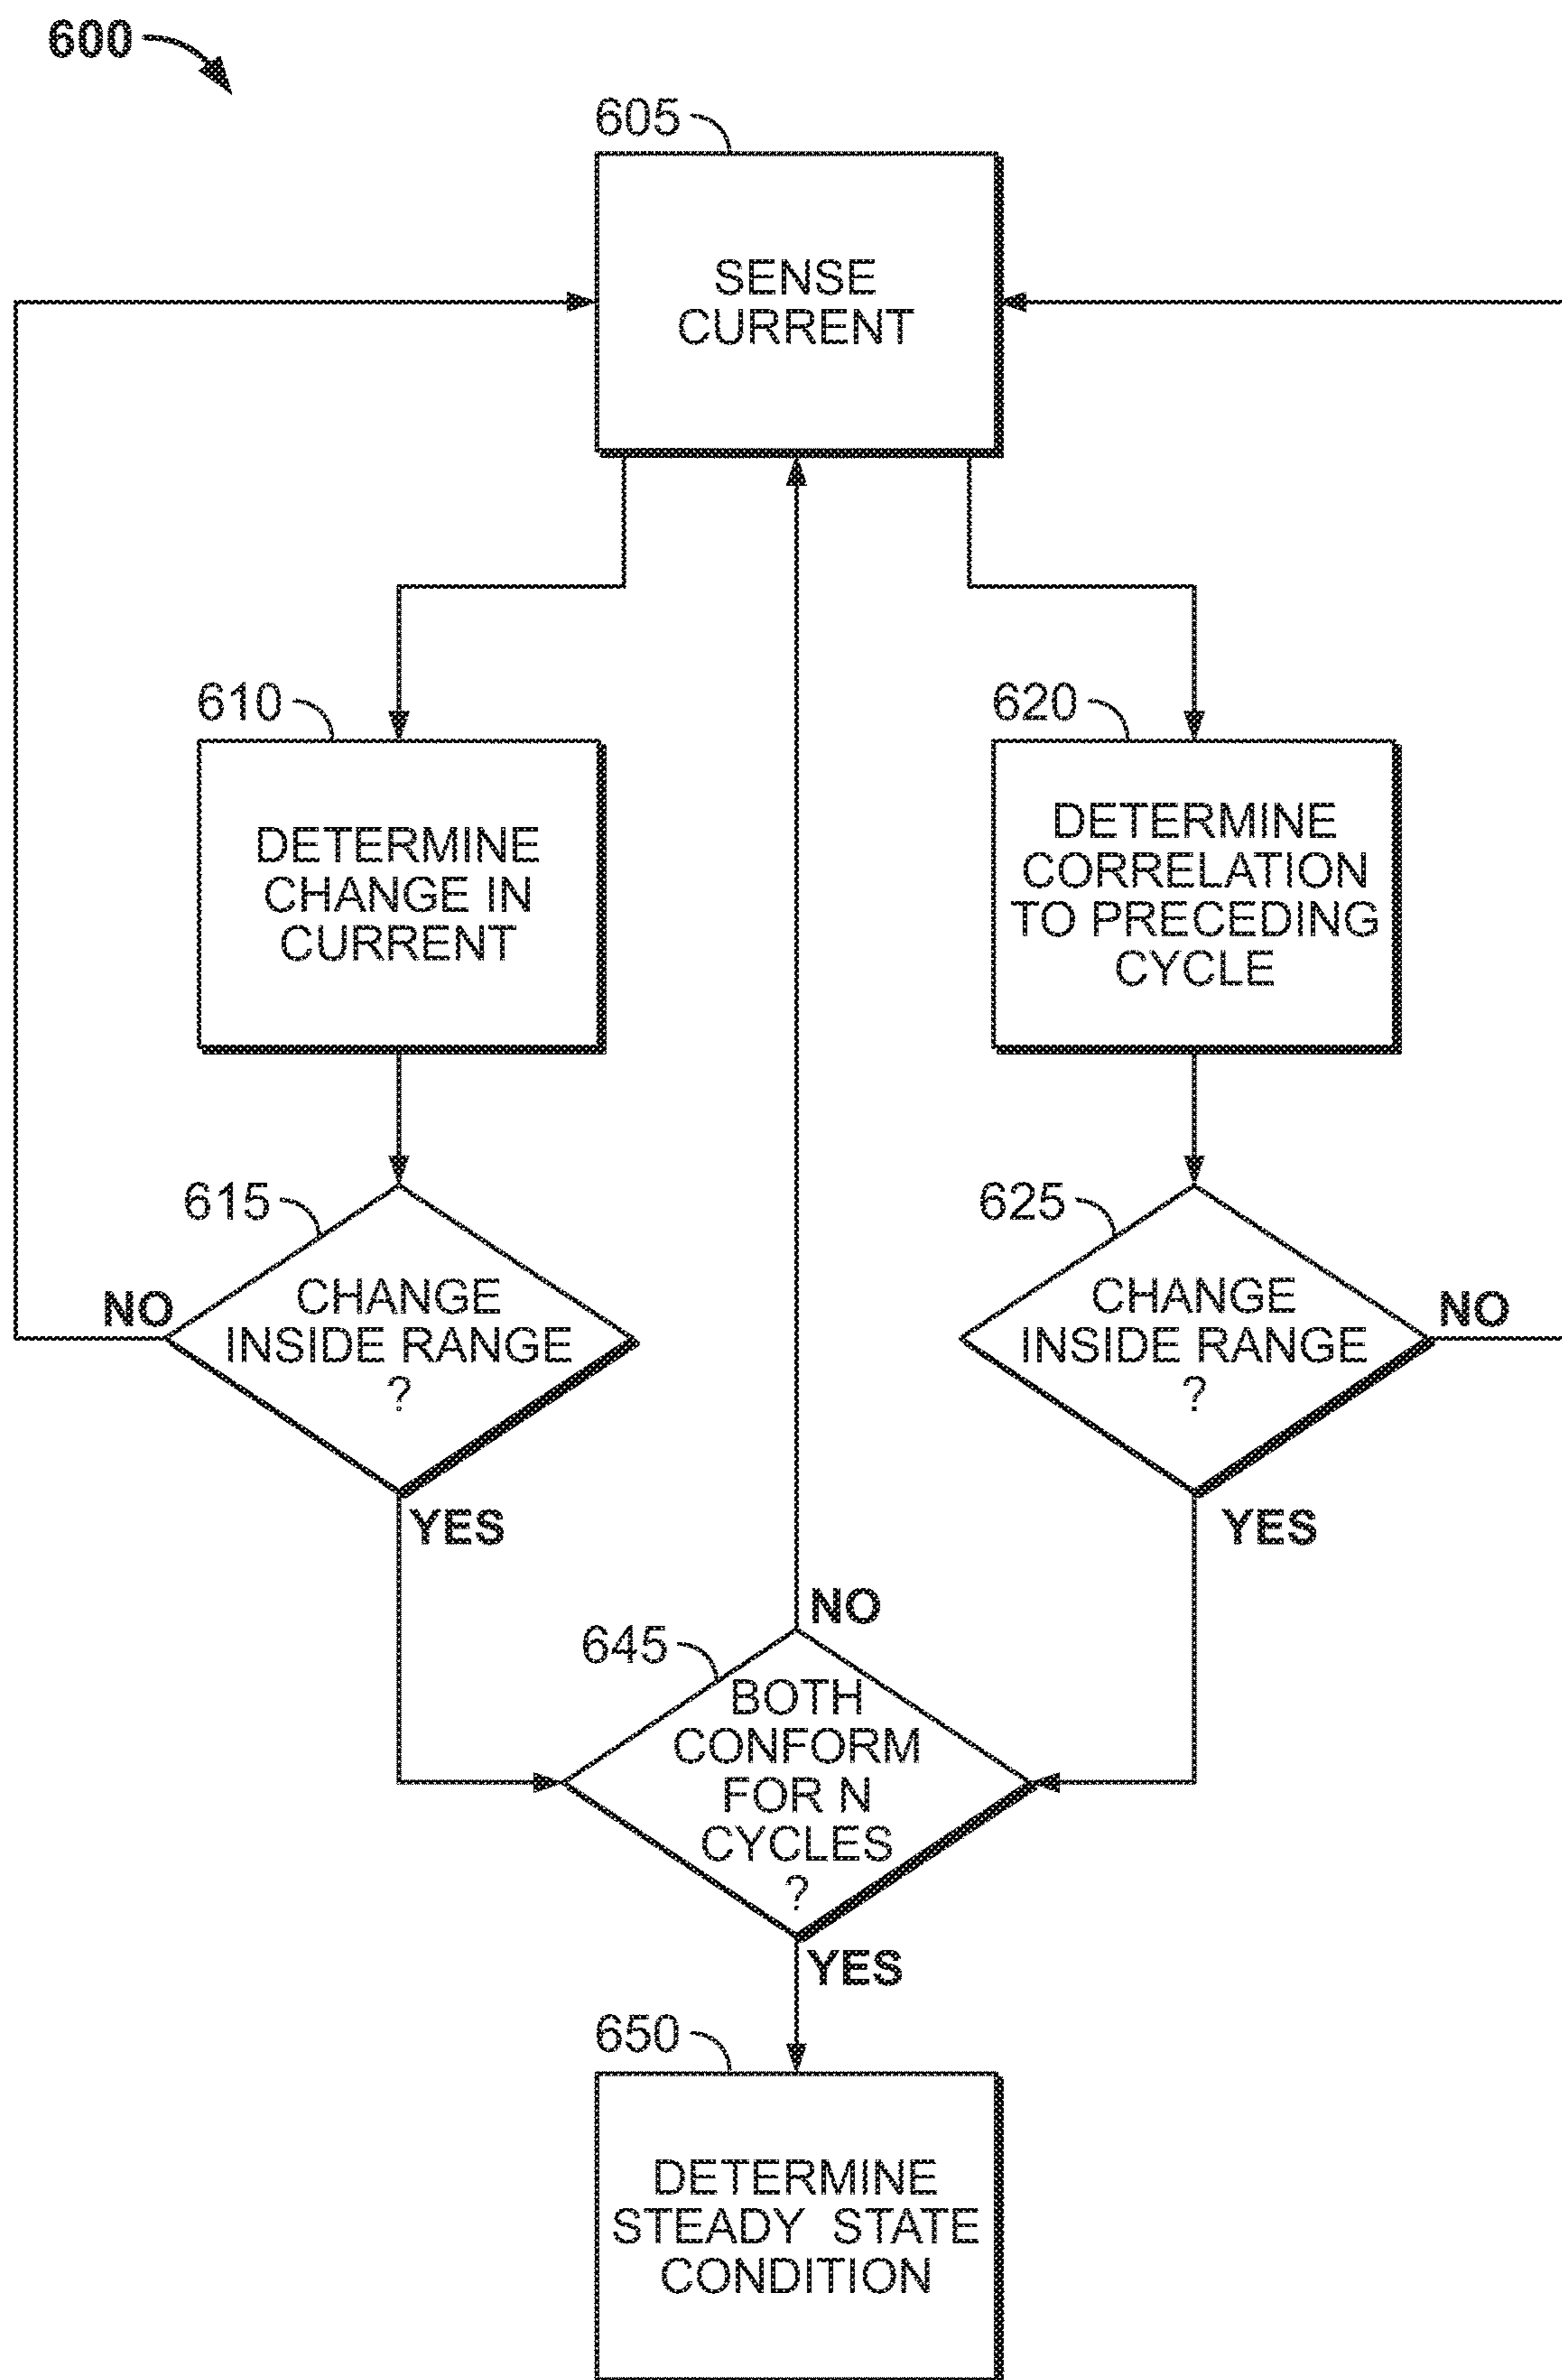 600
605
SENSE
CURRENT
610
DETERMINE
CHANGE IN
CURRENT
620
DETERMINE
CORRELATION
TO PRECEDING
CYCLE
615
CHANGE
INSIDE RANGE
?
NO
YES
625
CHANGE
INSIDE RANGE
?
NO
YES
645
BOTH
CONFORM
FOR N
CYCLES
?
NO
YES
650
DETERMINE
STEADY STATE
CONDITION